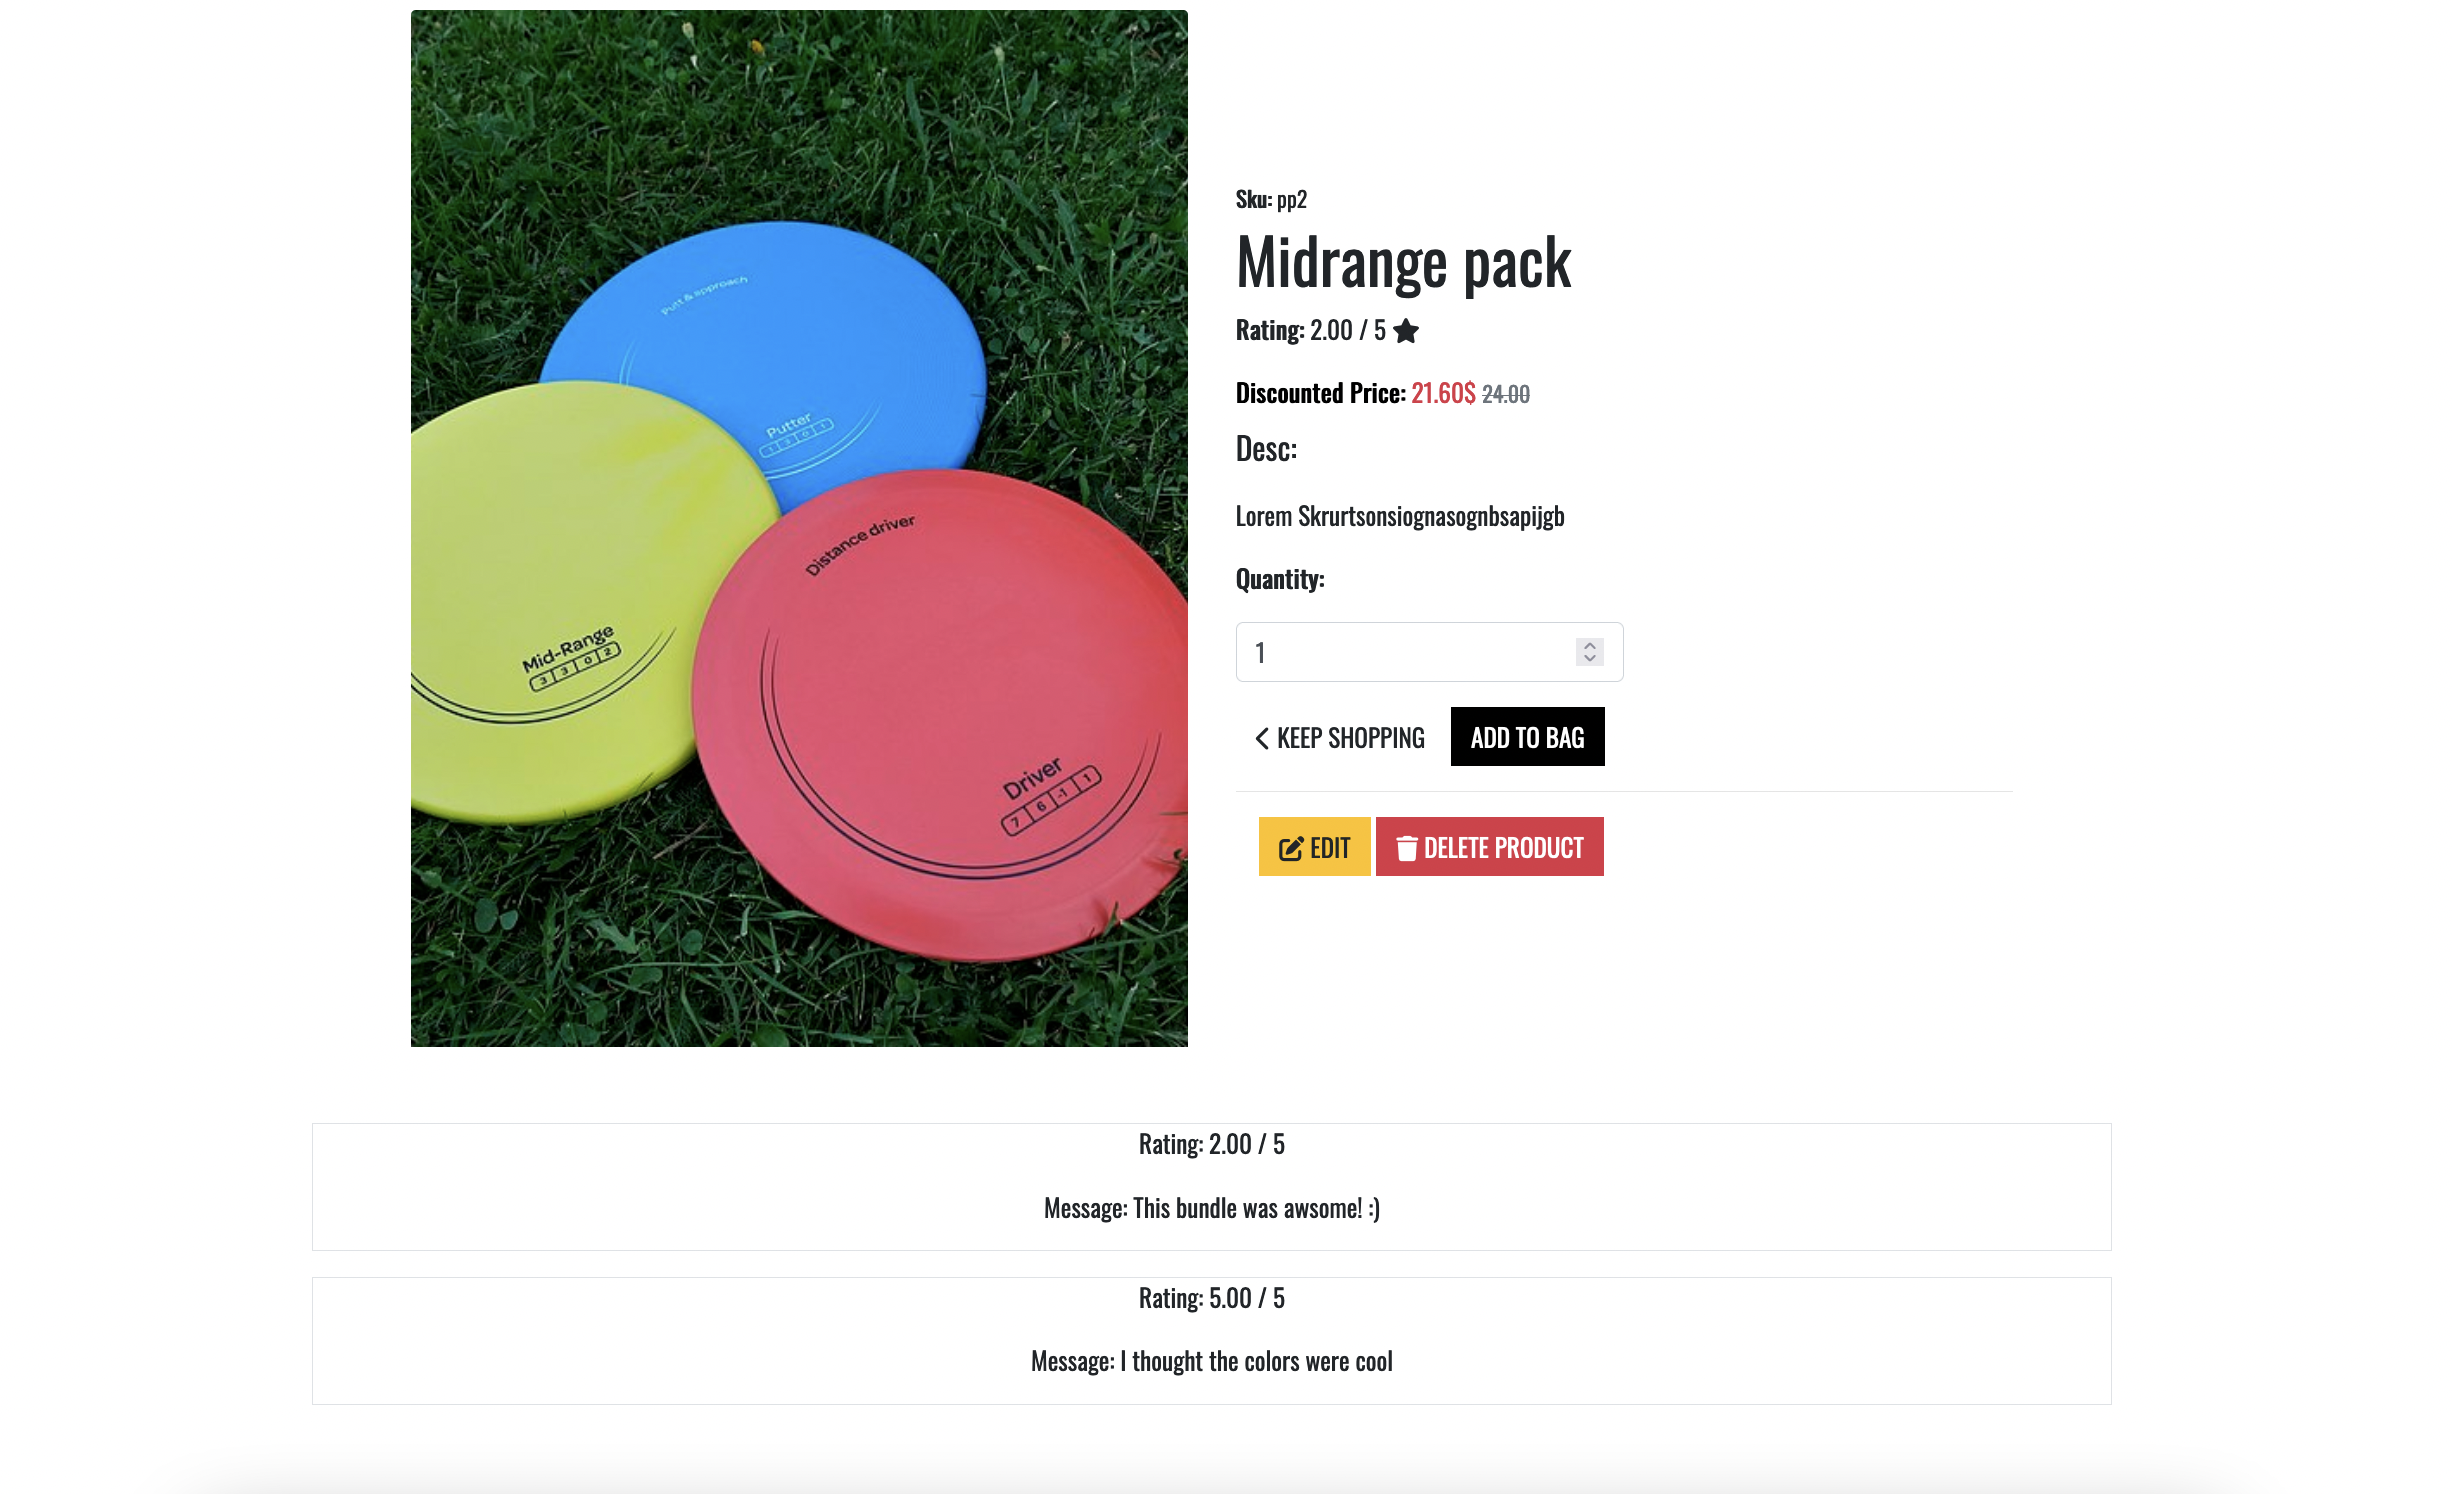 Putt & approach
Putter
1 3 0 1
Mid-Range
3 3 0 2
Distance driver
Driver
7 6 -1 1
Sku: pp2
Midrange pack
Rating: 2.00 / 5
Discounted Price: 21.60$ 24.00
Desc:
Lorem Skrurtsonsiognasognbsapijgb
Quantity:
1
KEEP SHOPPING
ADD TO BAG
EDIT
DELETE PRODUCT
Rating: 2.00 / 5
Message: This bundle was awsome! :)
Rating: 5.00 / 5
Message: I thought the colors were cool